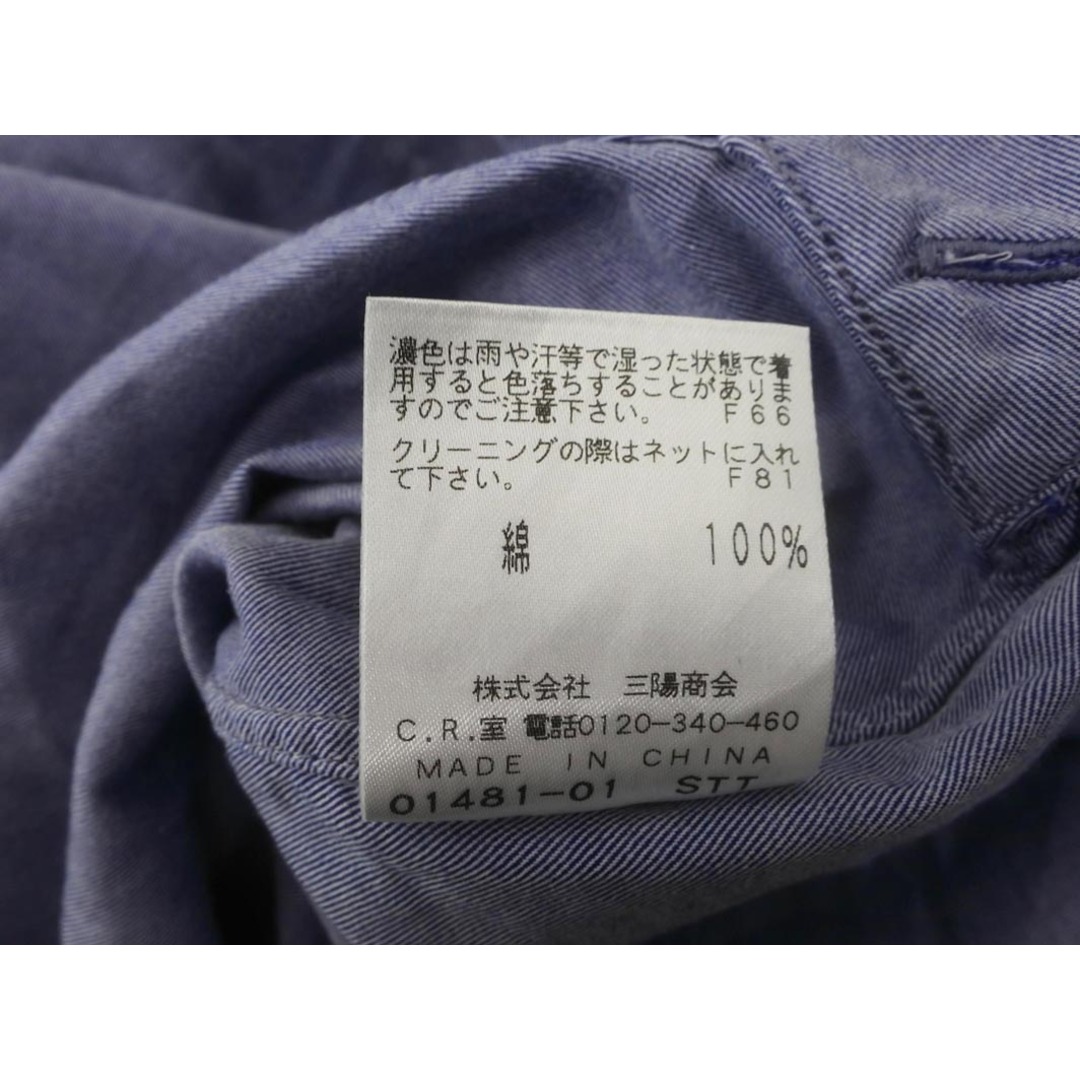 濃色は雨や汗等で湿った状態で着
用すると色落ちすることがありま
すのでご注意下さい。 F66
クリーニングの際はネットに入れ
て下さい。 F81
綿 100%
株式会社 三陽商会
C.R.室 電話0120-340-460
MADE IN CHINA
01481-01 STT